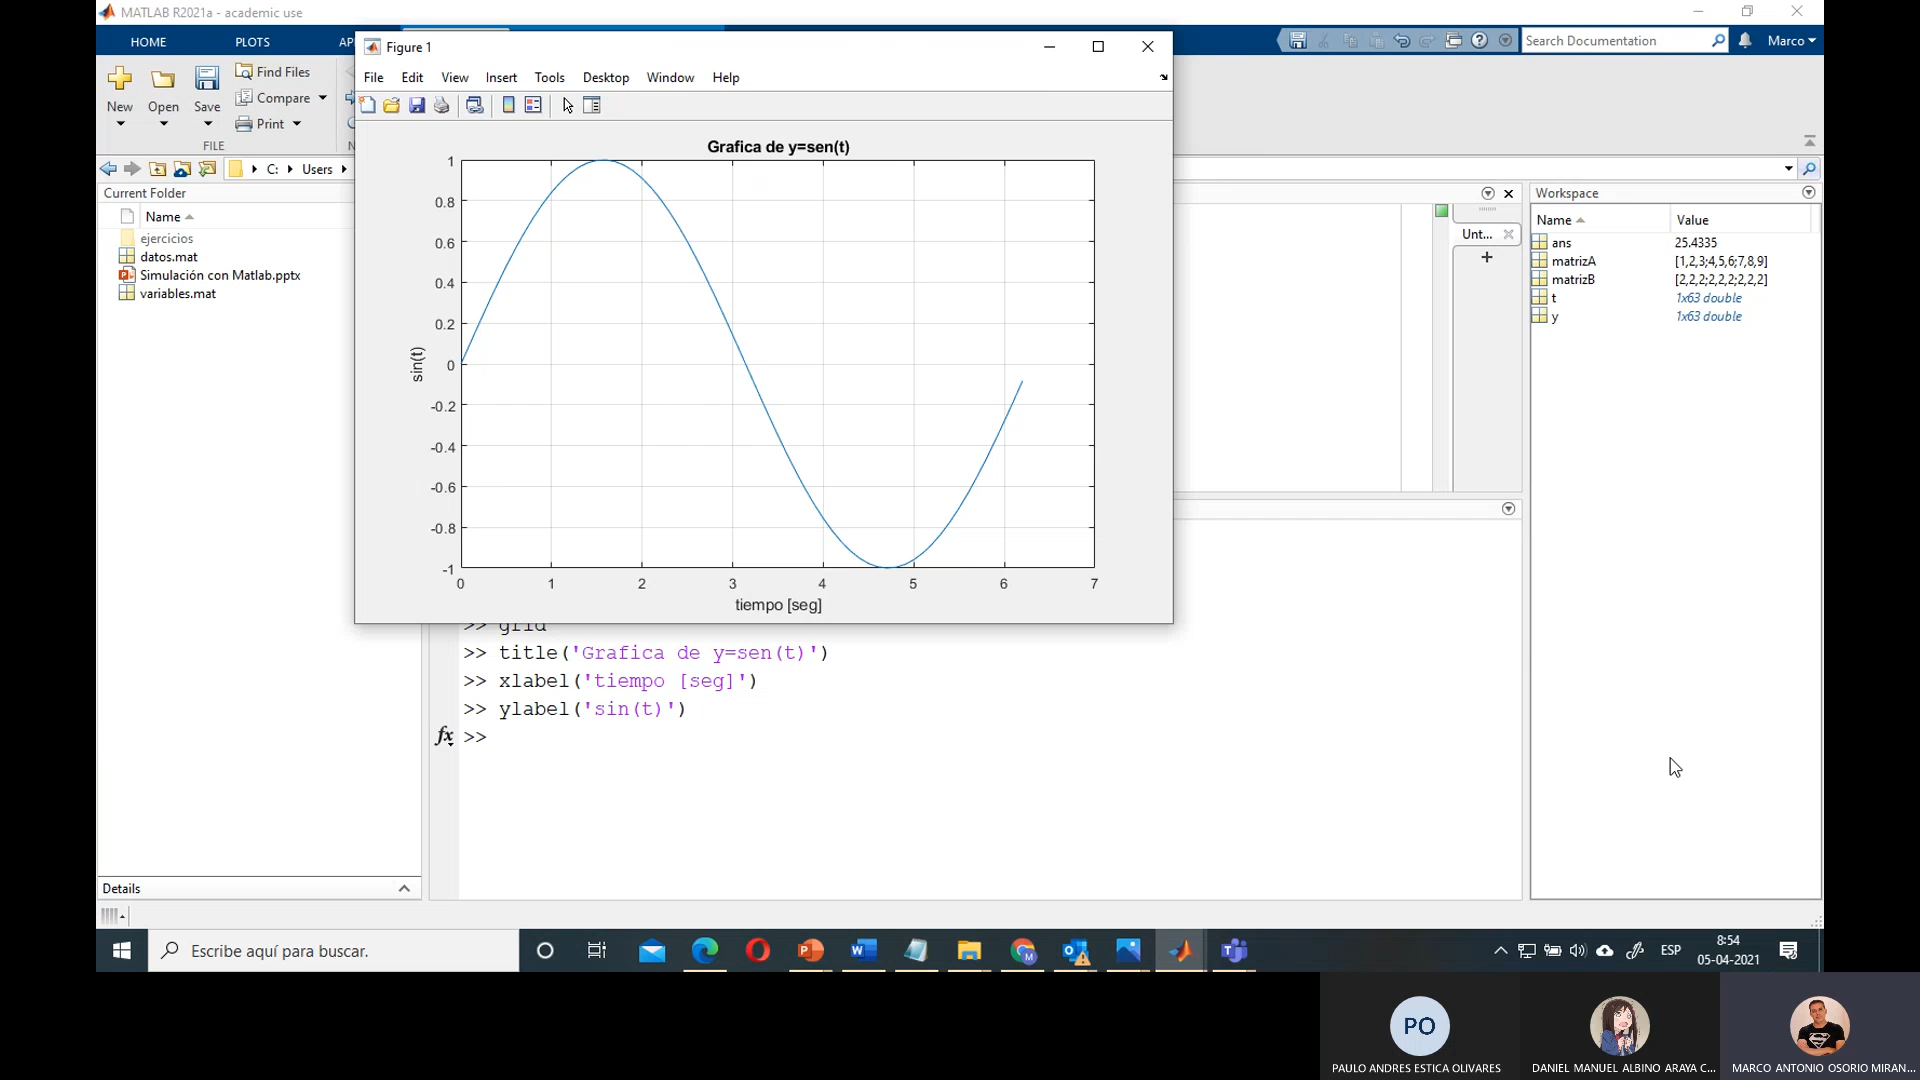 MATLAB R2021a - academic use
HOME PLOTS AP
Search Documentation
Marco
Figure 1
File Edit View Insert Tools Desktop Window Help
New Open Save
Find Files
Compare
Print
FILE
C: Users
Current Folder
Name
ejercicios
datos.mat
Simulación con Matlab.pptx
variables.mat
Grafica de y=sen(t)
1
0.8
0.6
0.4
0.2
0
-0.2
-0.4
-0.6
-0.8
-1
sin(t)
0 1 2 3 4 5 6 7
tiempo [seg]
Unt...
+
Workspace
Name Value
ans 25.4335
matrizA [1,2,3;4,5,6;7,8,9]
matrizB [2,2,2;2,2,2;2,2,2]
t 1x63 double
y 1x63 double
>> grid
>> title('Grafica de y=sen(t)')
>> xlabel('tiempo [seg]')
>> ylabel('sin(t)')
fx >>
Details
Escribe aquí para buscar.
ESP
8:54
05-04-2021
PO
PAULO ANDRES ESTICA OLIVARES
DANIEL MANUEL ALBINO ARAYA C...
MARCO ANTONIO OSORIO MIRAN...